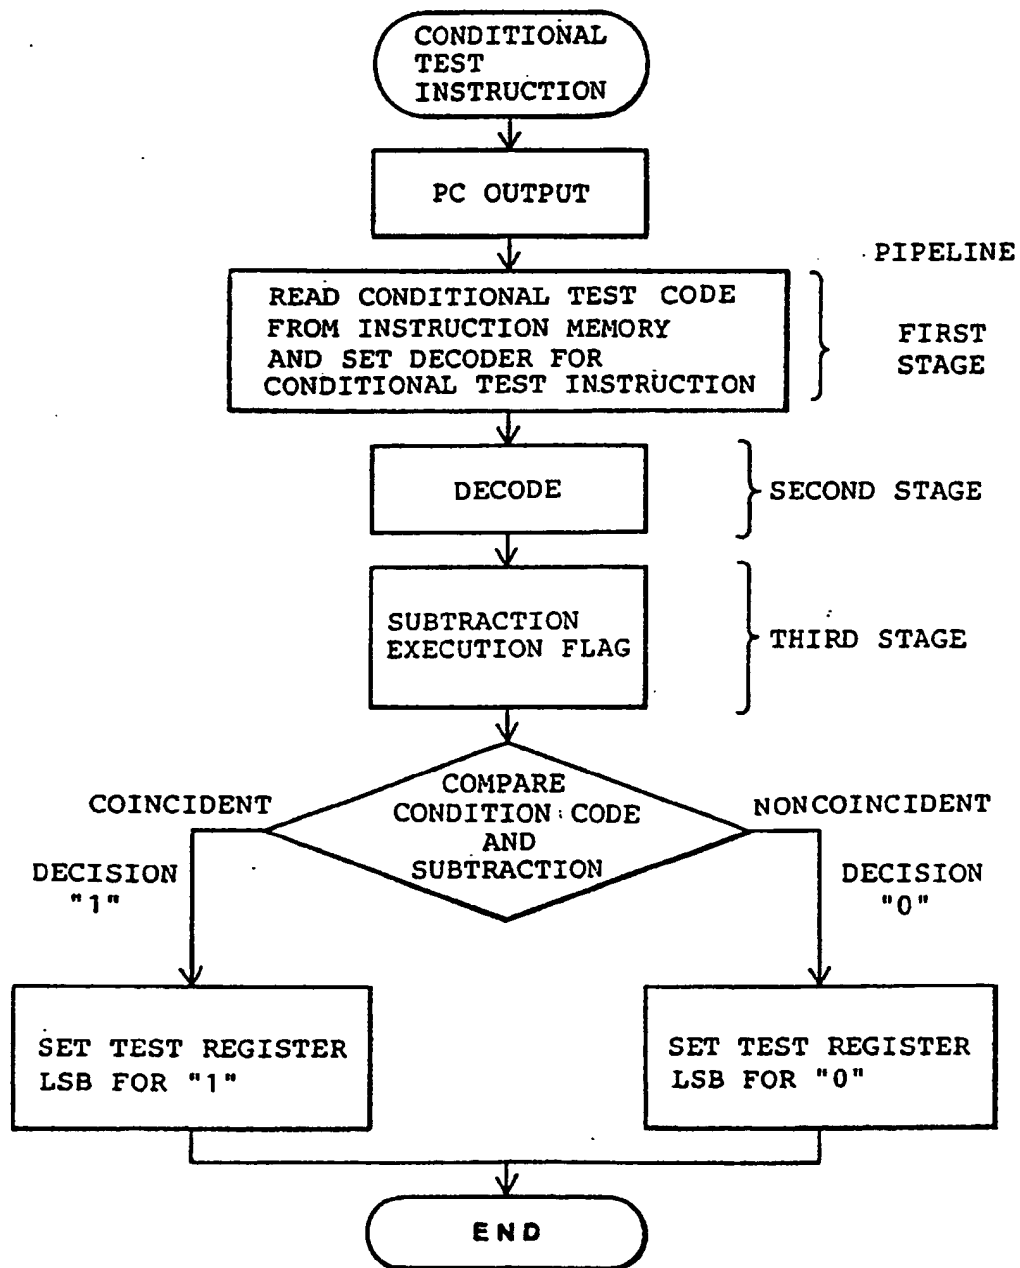 CONDITIONAL
TEST
INSTRUCTION
PC OUTPUT
PIPELINE
READ CONDITIONAL TEST CODE
FROM INSTRUCTION MEMORY
AND SET DECODER FOR
CONDITIONAL TEST INSTRUCTION
FIRST
STAGE
DECODE
SECOND STAGE
SUBTRACTION
EXECUTION FLAG
THIRD STAGE
COMPARE
CONDITION CODE
AND
SUBTRACTION
COINCIDENT
NONCOINCIDENT
DECISION
"1"
DECISION
"0"
SET TEST REGISTER
LSB FOR "1"
SET TEST REGISTER
LSB FOR "0"
END